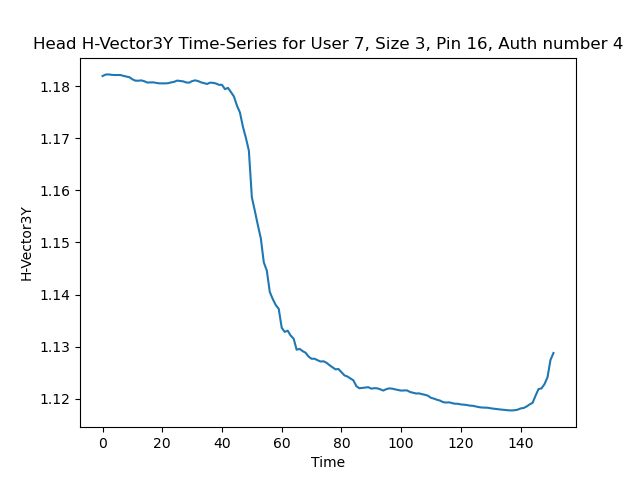 Head H-Vector3Y Time-Series for User 7, Size 3, Pin 16, Auth number 4
H-Vector3Y
1.18
1.17
1.16
1.15
1.14
1.13
1.12
0 20 40 60 80 100 120 140
Time